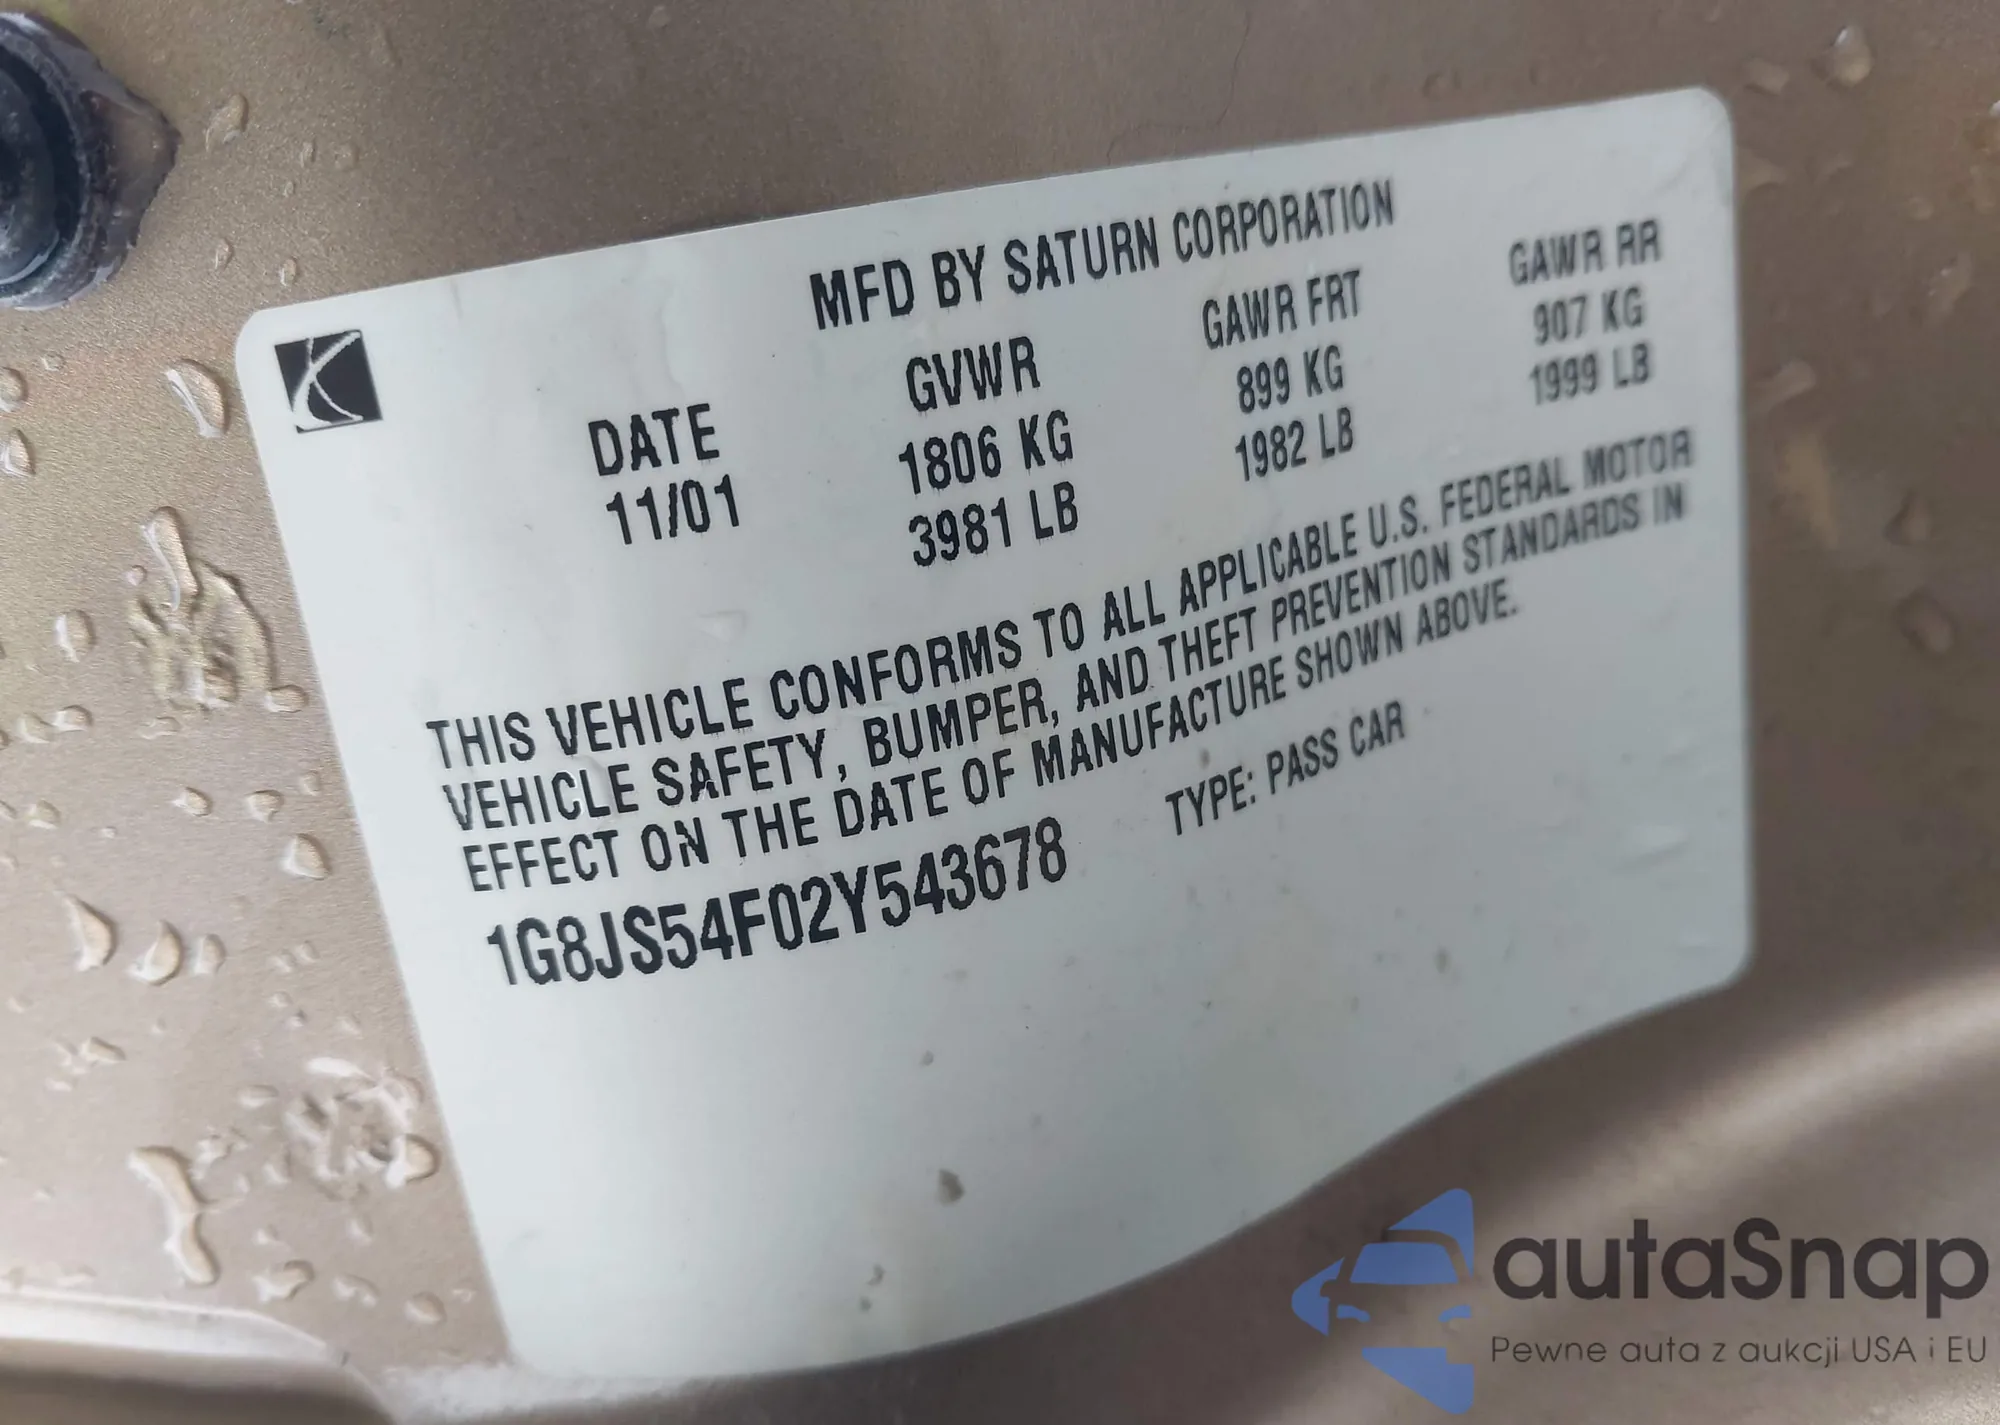 MFD BY SATURN CORPORATION
DATE GVWR GAWR FRT GAWR RR
11/01 1806 KG 899 KG 907 KG
3981 LB 1982 LB 1999 LB
THIS VEHICLE CONFORMS TO ALL APPLICABLE U.S. FEDERAL MOTOR
VEHICLE SAFETY, BUMPER, AND THEFT PREVENTION STANDARDS IN
EFFECT ON THE DATE OF MANUFACTURE SHOWN ABOVE.
1G8JS54F02Y543678 TYPE: PASS CAR
autaSnap
Pewne auta z aukcji USA i EU